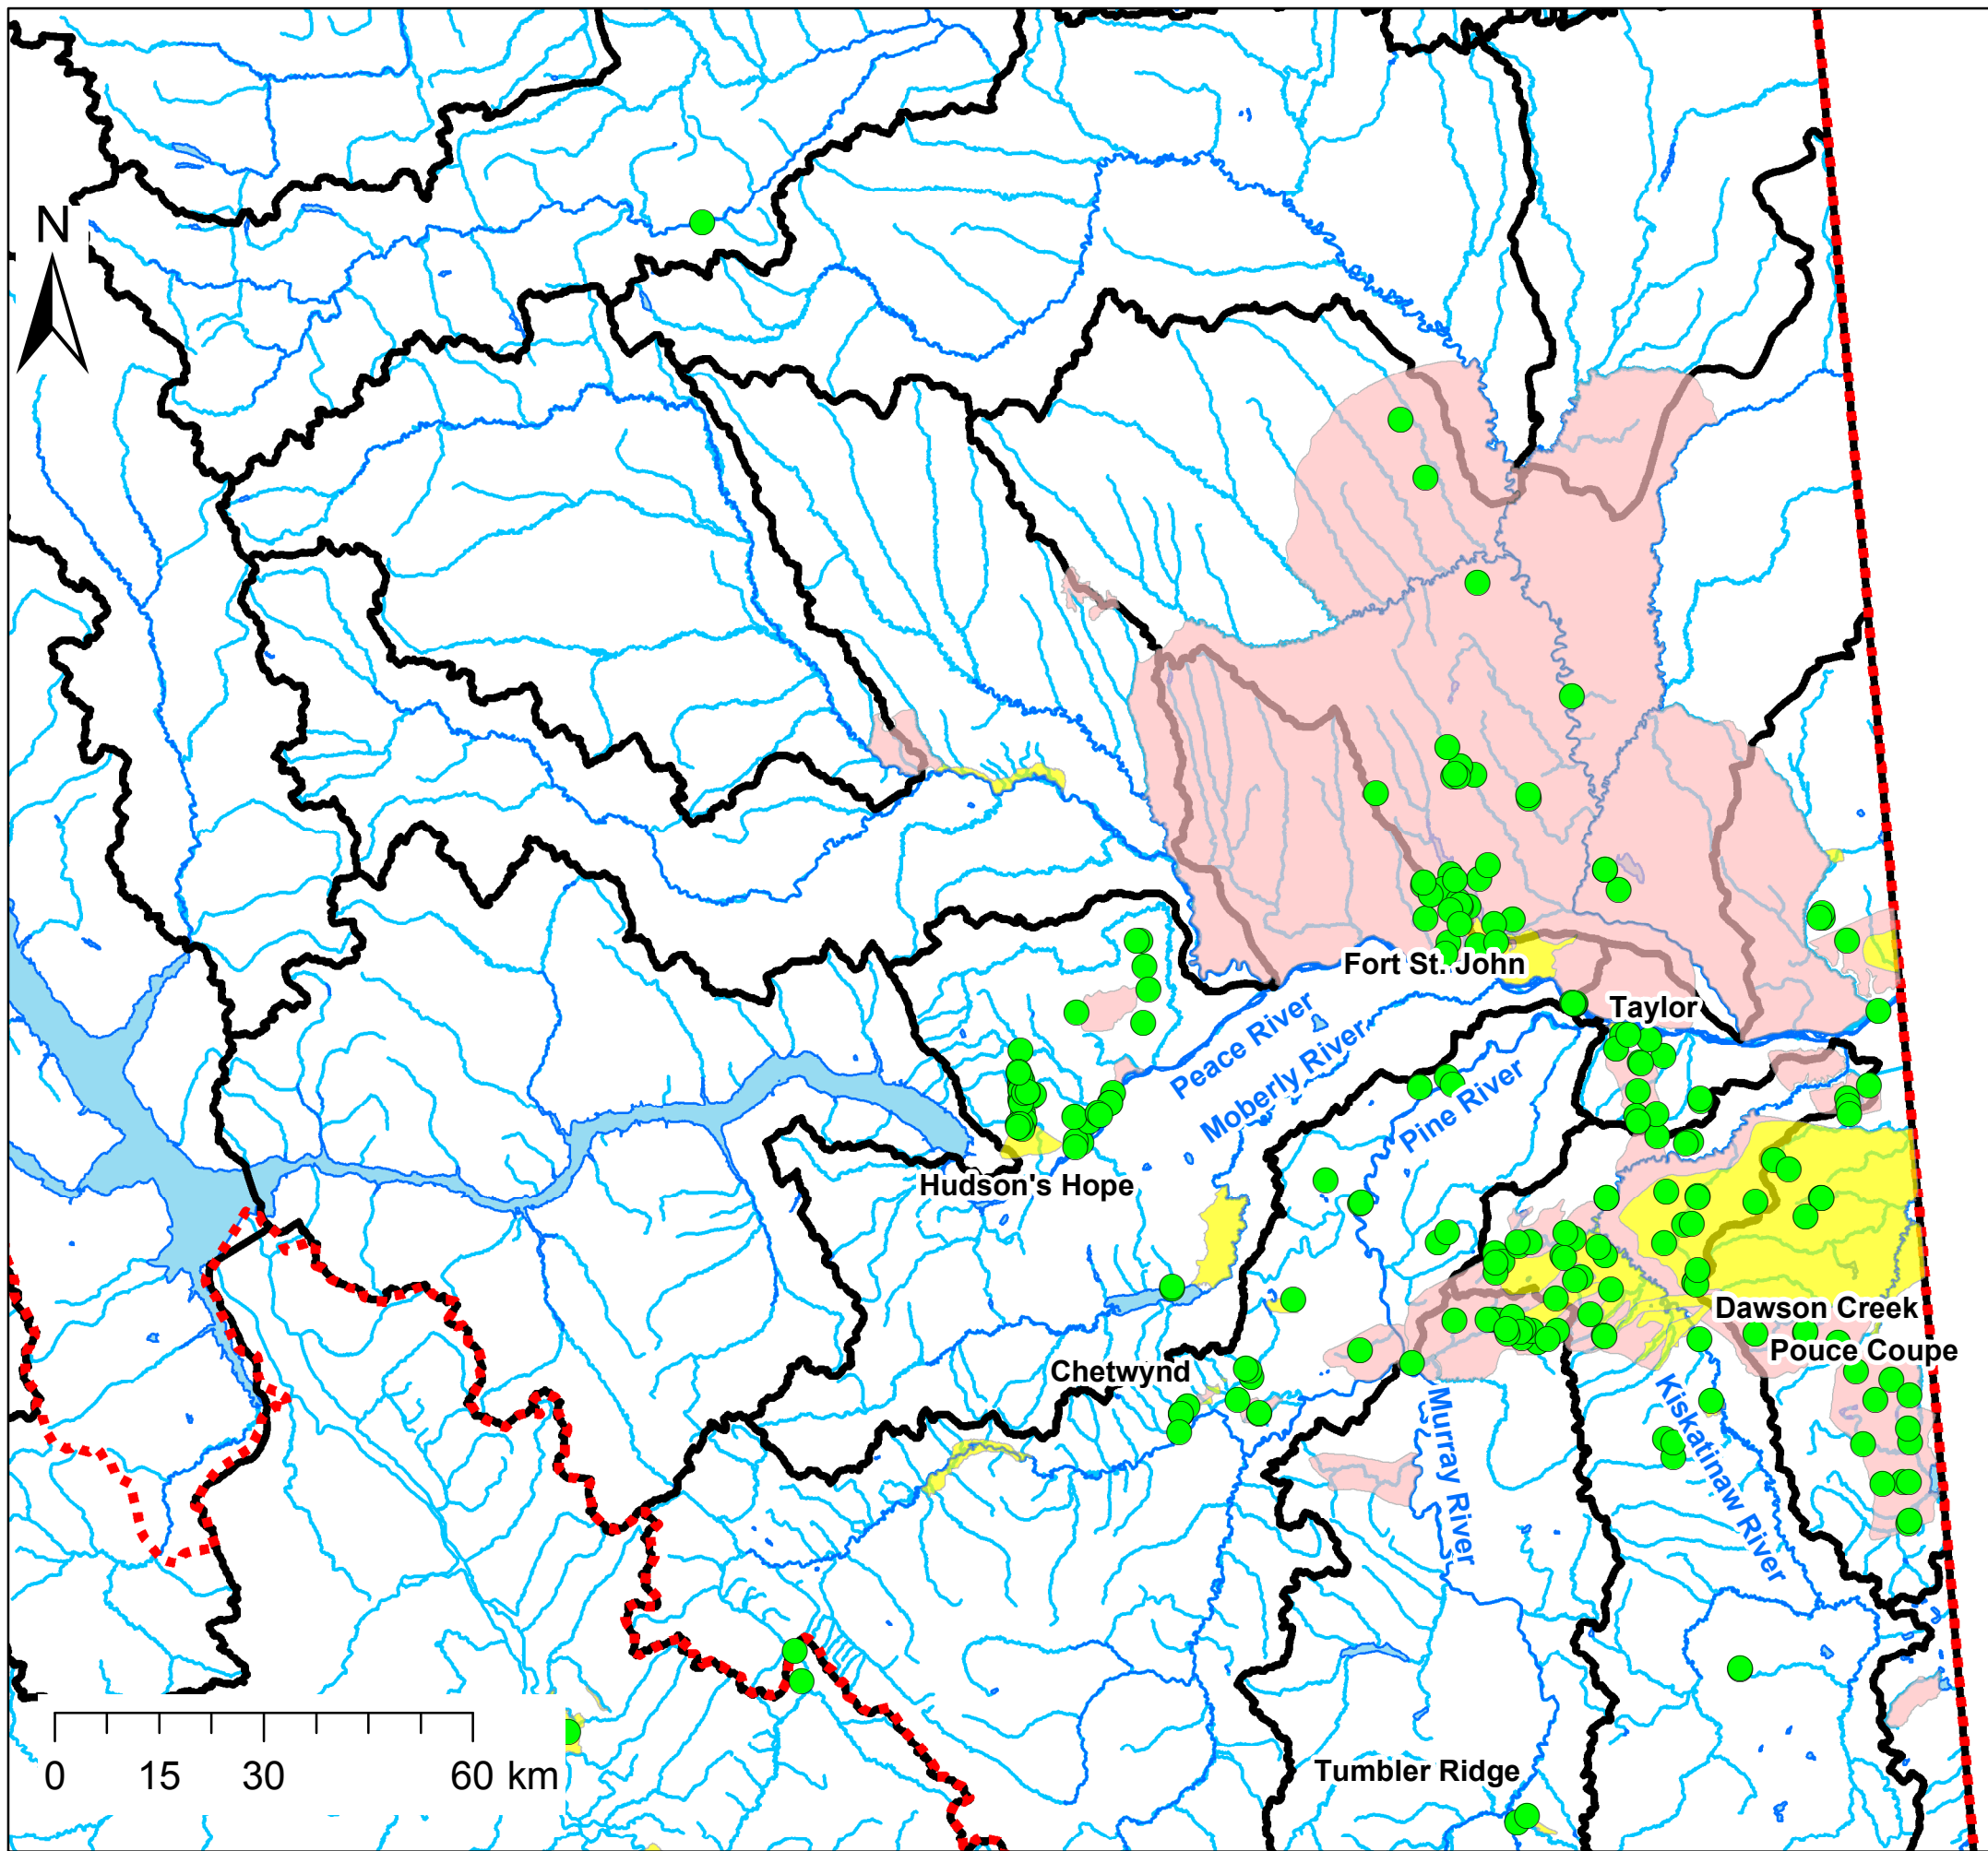 N
Fort St. John
Taylor
Peace River
Moberly River
Pine River
Hudson's Hope
Dawson Creek
Pouce Coupe
Chetwynd
Murray River
Kiskatinaw River
Tumbler Ridge
0 15 30 60 km